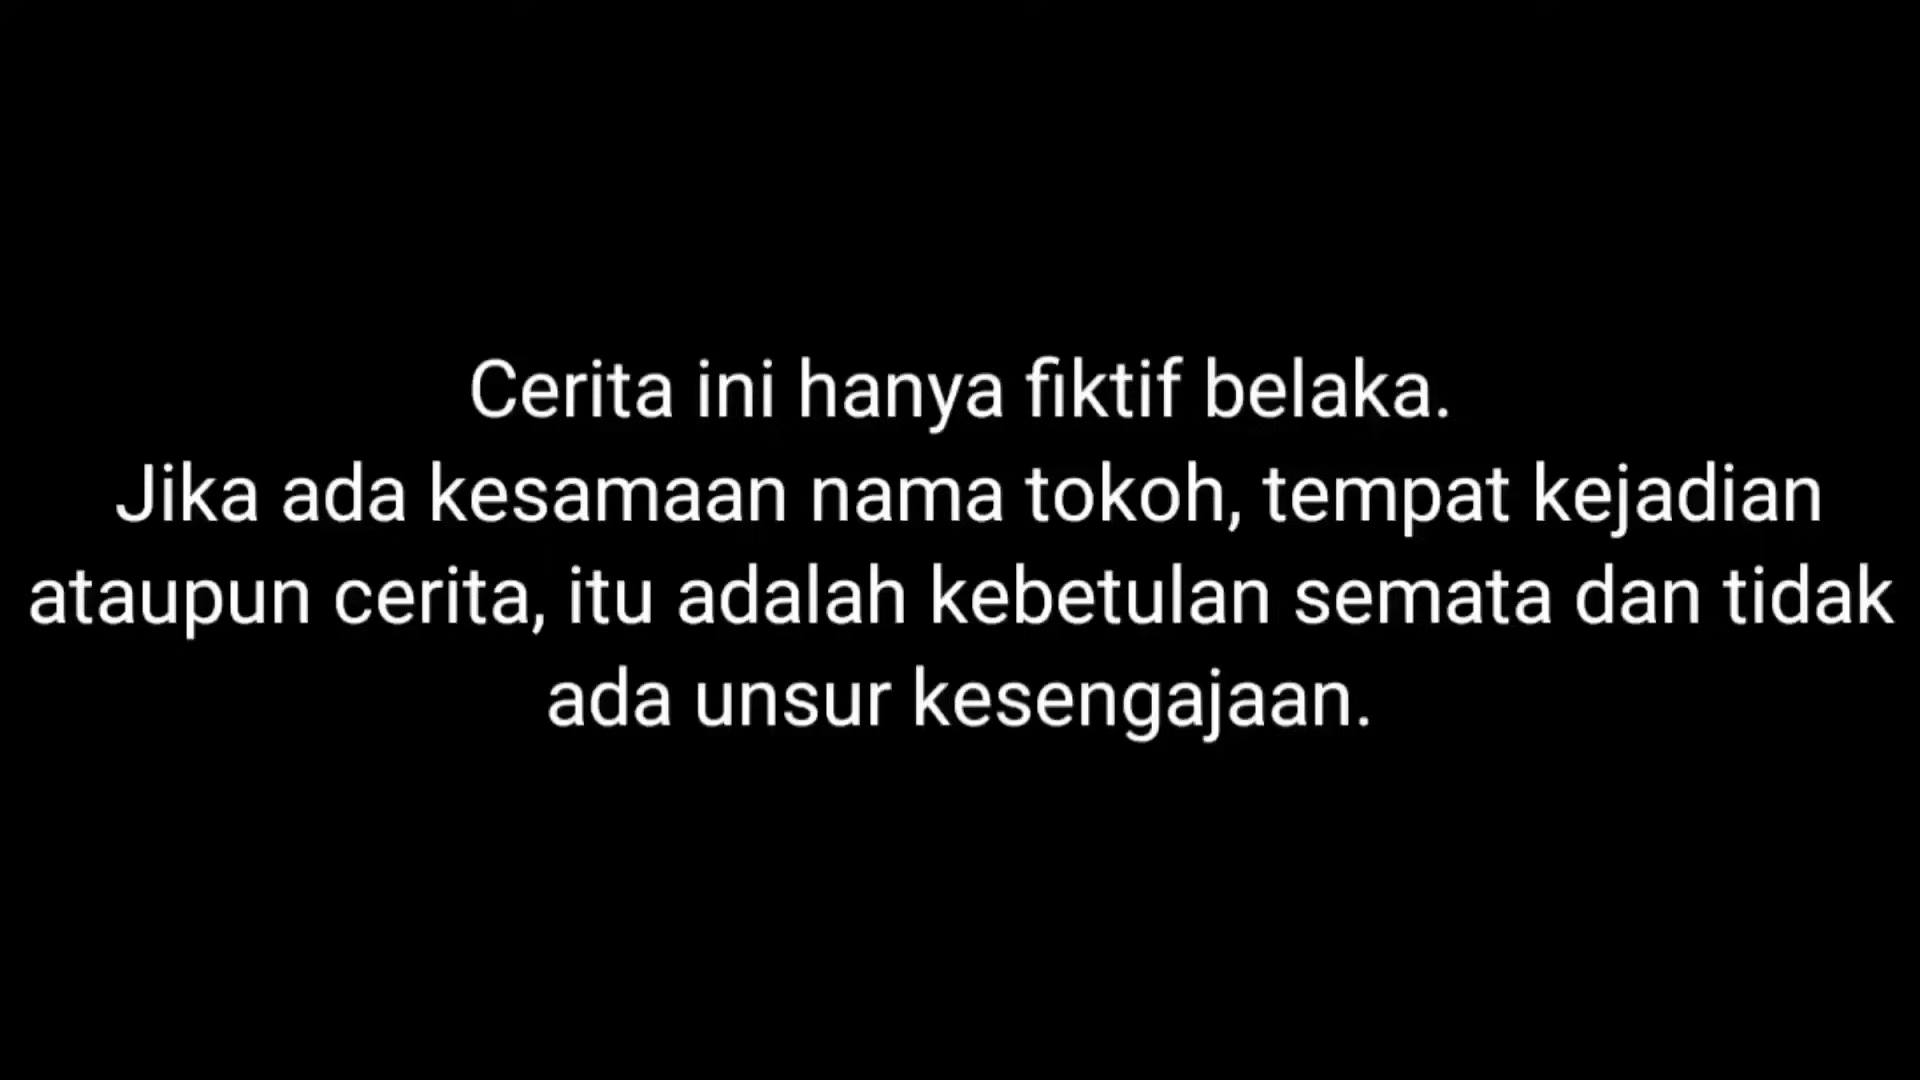 Cerita ini hanya fiktif belaka.
Jika ada kesamaan nama tokoh, tempat kejadian
ataupun cerita, itu adalah kebetulan semata dan tidak
ada unsur kesengajaan.